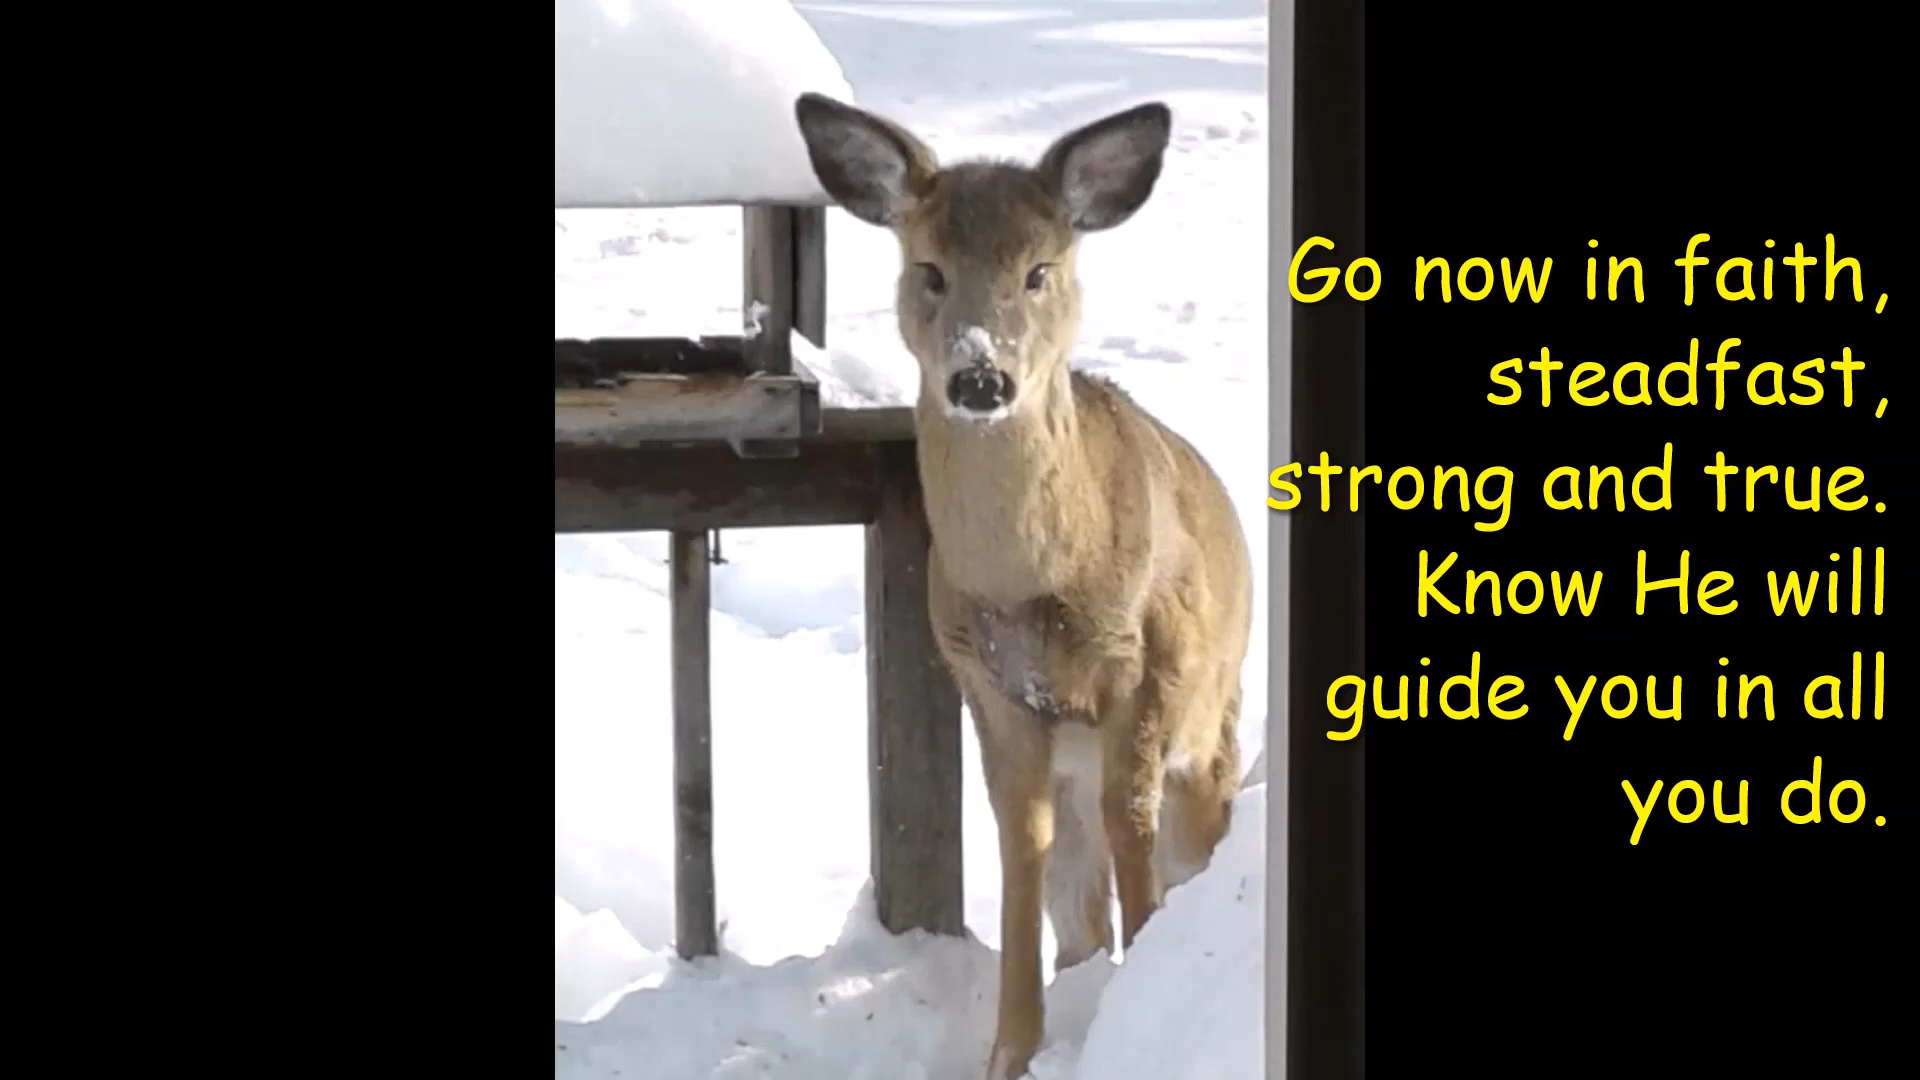 Go now in faith,
steadfast,
strong and true.
Know He will
guide you in all
you do.